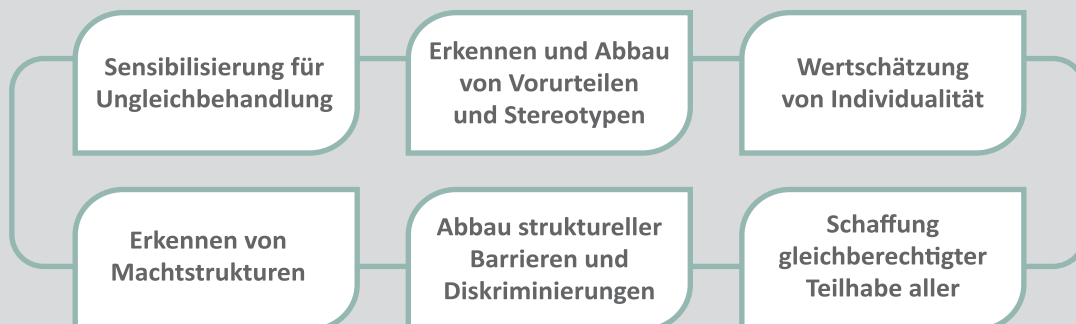 Sensibilisierung für
Ungleichbehandlung
Erkennen und Abbau
von Vorurteilen
und Stereotypen
Wertschätzung
von Individualität
Erkennen von
Machtstrukturen
Abbau struktureller
Barrieren und
Diskriminierungen
Schaffung
gleichberechtigter
Teilhabe aller